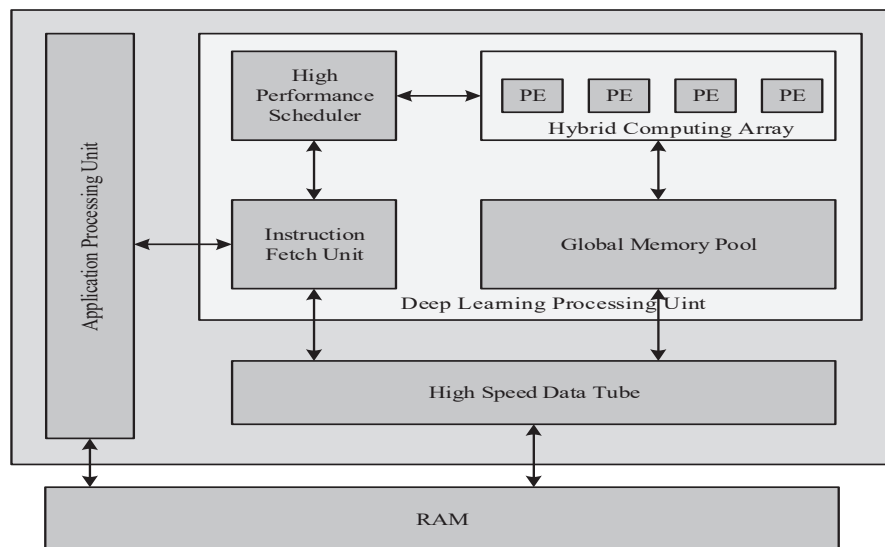 Application Processing Unit
High
Performance
Scheduler
PE PE PE PE
Hybrid Computing Array
Instruction
Fetch Unit
Global Memory Pool
Deep Learning Processing Uint
High Speed Data Tube
RAM